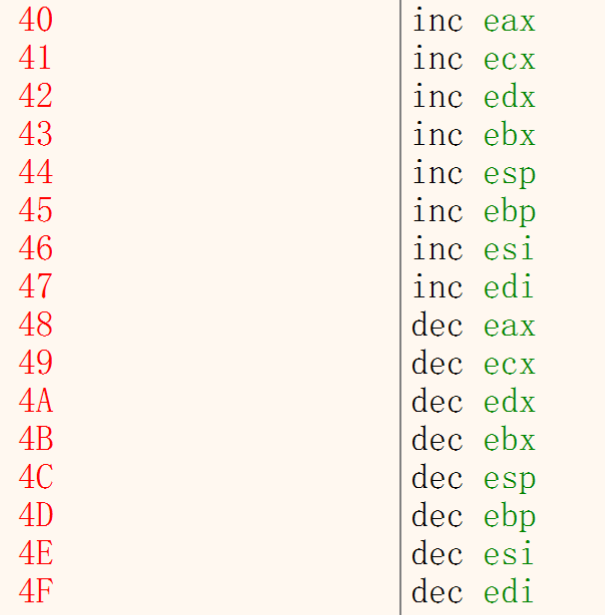 40 inc eax
41 inc ecx
42 inc edx
43 inc ebx
44 inc esp
45 inc ebp
46 inc esi
47 inc edi
48 dec eax
49 dec ecx
4A dec edx
4B dec ebx
4C dec esp
4D dec ebp
4E dec esi
4F dec edi